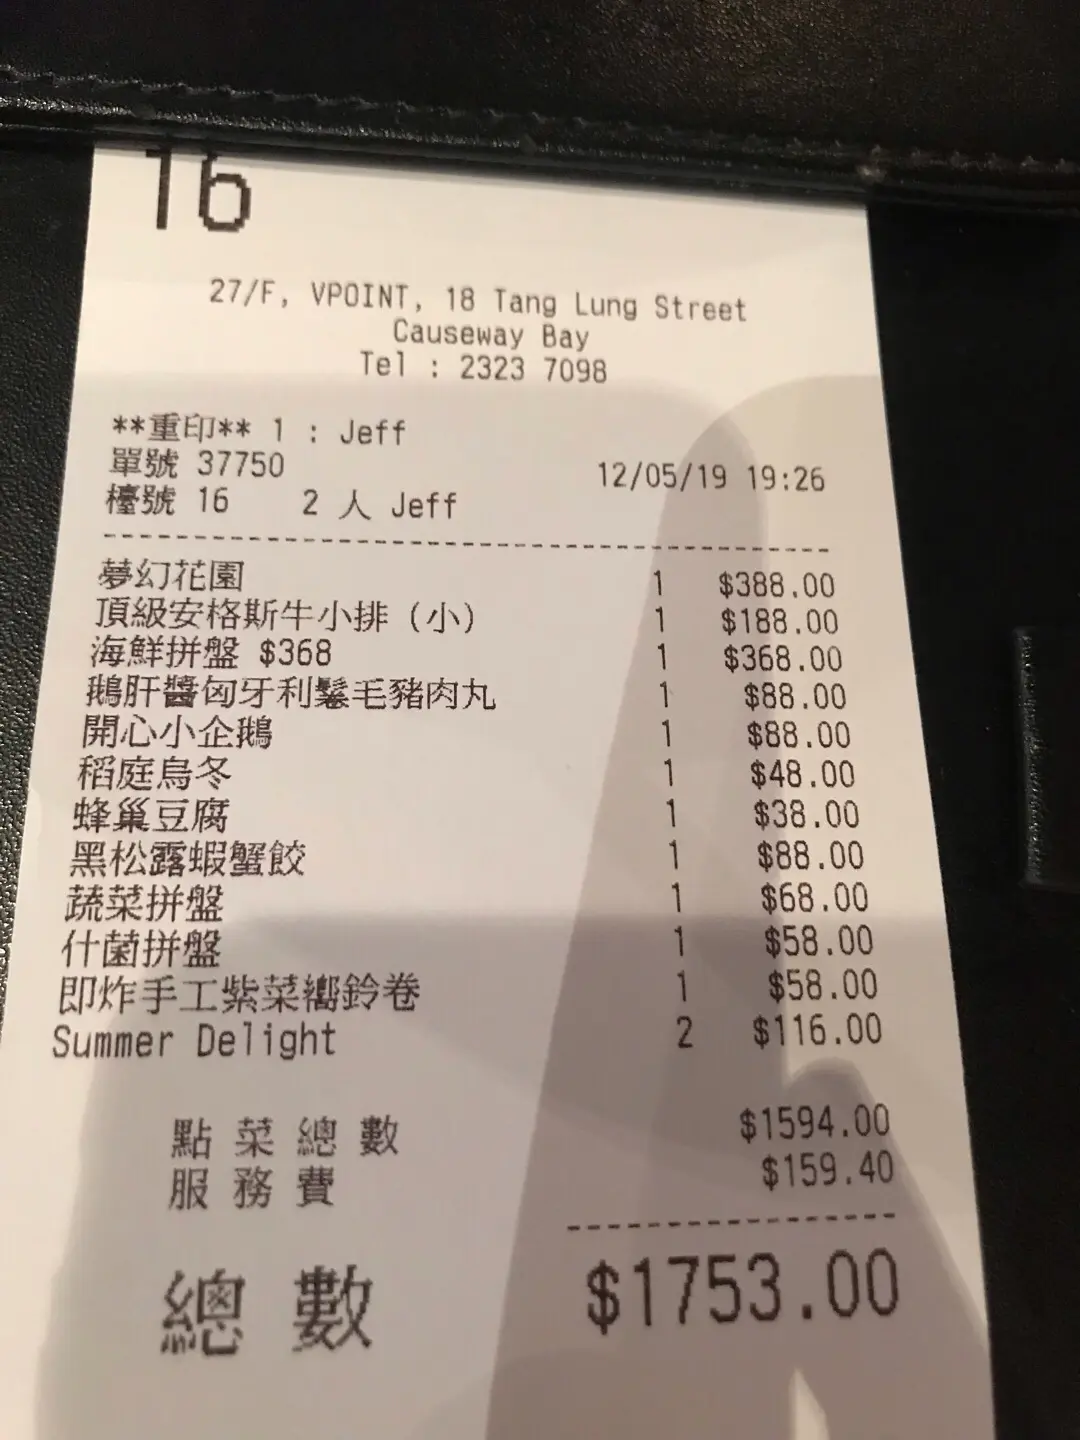 16
27/F, VPOINT, 18 Tang Lung Street
Causeway Bay
Tel : 2323 7098
**重印** 1 : Jeff
單號 37750 12/05/19 19:26
檯號 16 2 人 Jeff
夢幻花園 1 $388.00
頂級安格斯牛小排 (小) 1 $188.00
海鮮拼盤 $368 1 $368.00
鵝肝醬匈牙利鬈毛豬肉丸 1 $88.00
開心小企鵝 1 $88.00
稻庭烏冬 1 $48.00
蜂巢豆腐 1 $38.00
黑松露蝦蟹餃 1 $88.00
蔬菜拼盤 1 $68.00
什菌拼盤 1 $58.00
即炸手工紫菜響鈴卷 1 $58.00
Summer Delight 2 $116.00
點菜總數 $1594.00
服務費 $159.40
總數 $1753.00